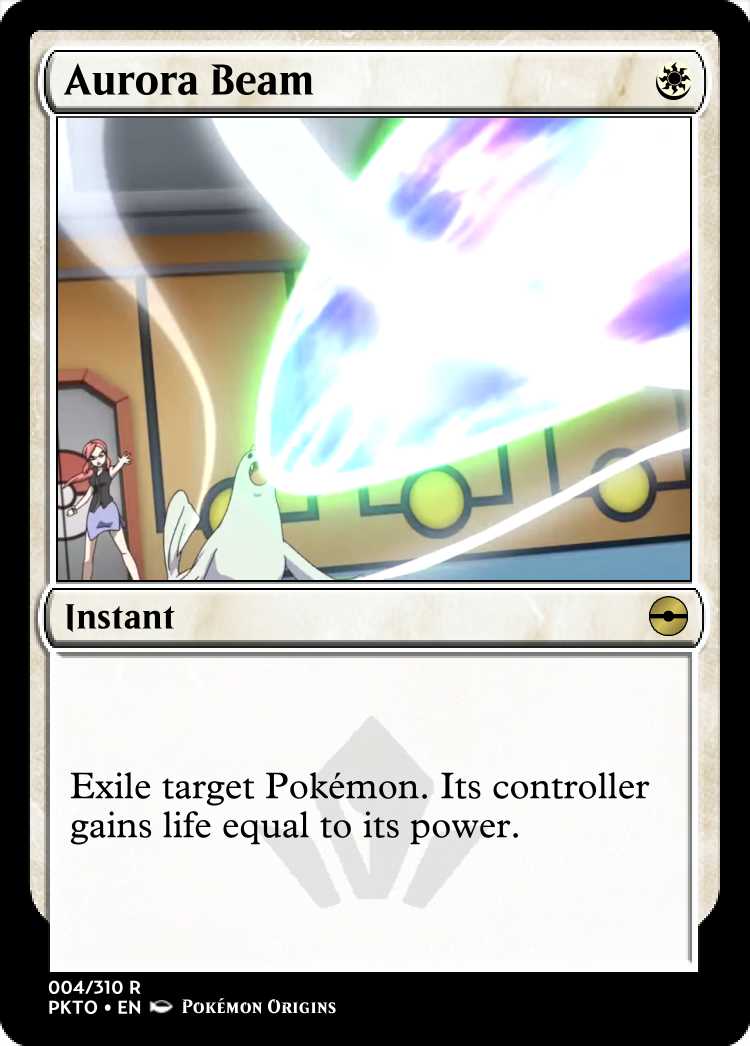 Aurora Beam
Instant
Exile target Pokémon. Its controller
gains life equal to its power.
004/310 R
PKTO • EN Pokémon Origins